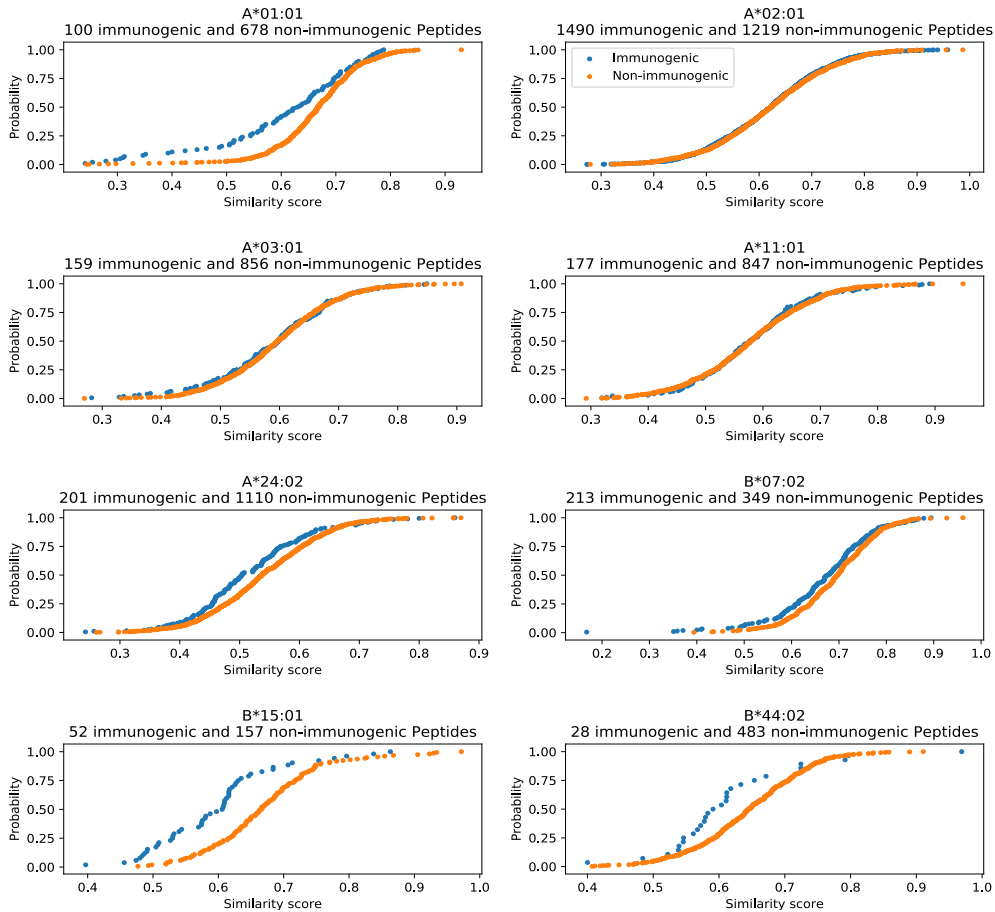 A*01:01
100 immunogenic and 678 non-immunogenic Peptides
1.00
0.75
0.50
0.25
0.00
Probability
0.3 0.4 0.5 0.6 0.7 0.8 0.9
Similarity score
A*02:01
1490 immunogenic and 1219 non-immunogenic Peptides
Immunogenic
Non-immunogenic
1.00
0.75
0.50
0.25
0.00
Probability
0.3 0.4 0.5 0.6 0.7 0.8 0.9 1.0
Similarity score
A*03:01
159 immunogenic and 856 non-immunogenic Peptides
1.00
0.75
0.50
0.25
0.00
Probability
0.3 0.4 0.5 0.6 0.7 0.8 0.9
Similarity score
A*11:01
177 immunogenic and 847 non-immunogenic Peptides
1.00
0.75
0.50
0.25
0.00
Probability
0.3 0.4 0.5 0.6 0.7 0.8 0.9
Similarity score
A*24:02
201 immunogenic and 1110 non-immunogenic Peptides
1.00
0.75
0.50
0.25
0.00
Probability
0.3 0.4 0.5 0.6 0.7 0.8 0.9
Similarity score
B*07:02
213 immunogenic and 349 non-immunogenic Peptides
1.00
0.75
0.50
0.25
0.00
Probability
0.2 0.3 0.4 0.5 0.6 0.7 0.8 0.9 1.0
Similarity score
B*15:01
52 immunogenic and 157 non-immunogenic Peptides
1.00
0.75
0.50
0.25
0.00
Probability
0.4 0.5 0.6 0.7 0.8 0.9 1.0
Similarity score
B*44:02
28 immunogenic and 483 non-immunogenic Peptides
1.00
0.75
0.50
0.25
0.00
Probability
0.4 0.5 0.6 0.7 0.8 0.9 1.0
Similarity score